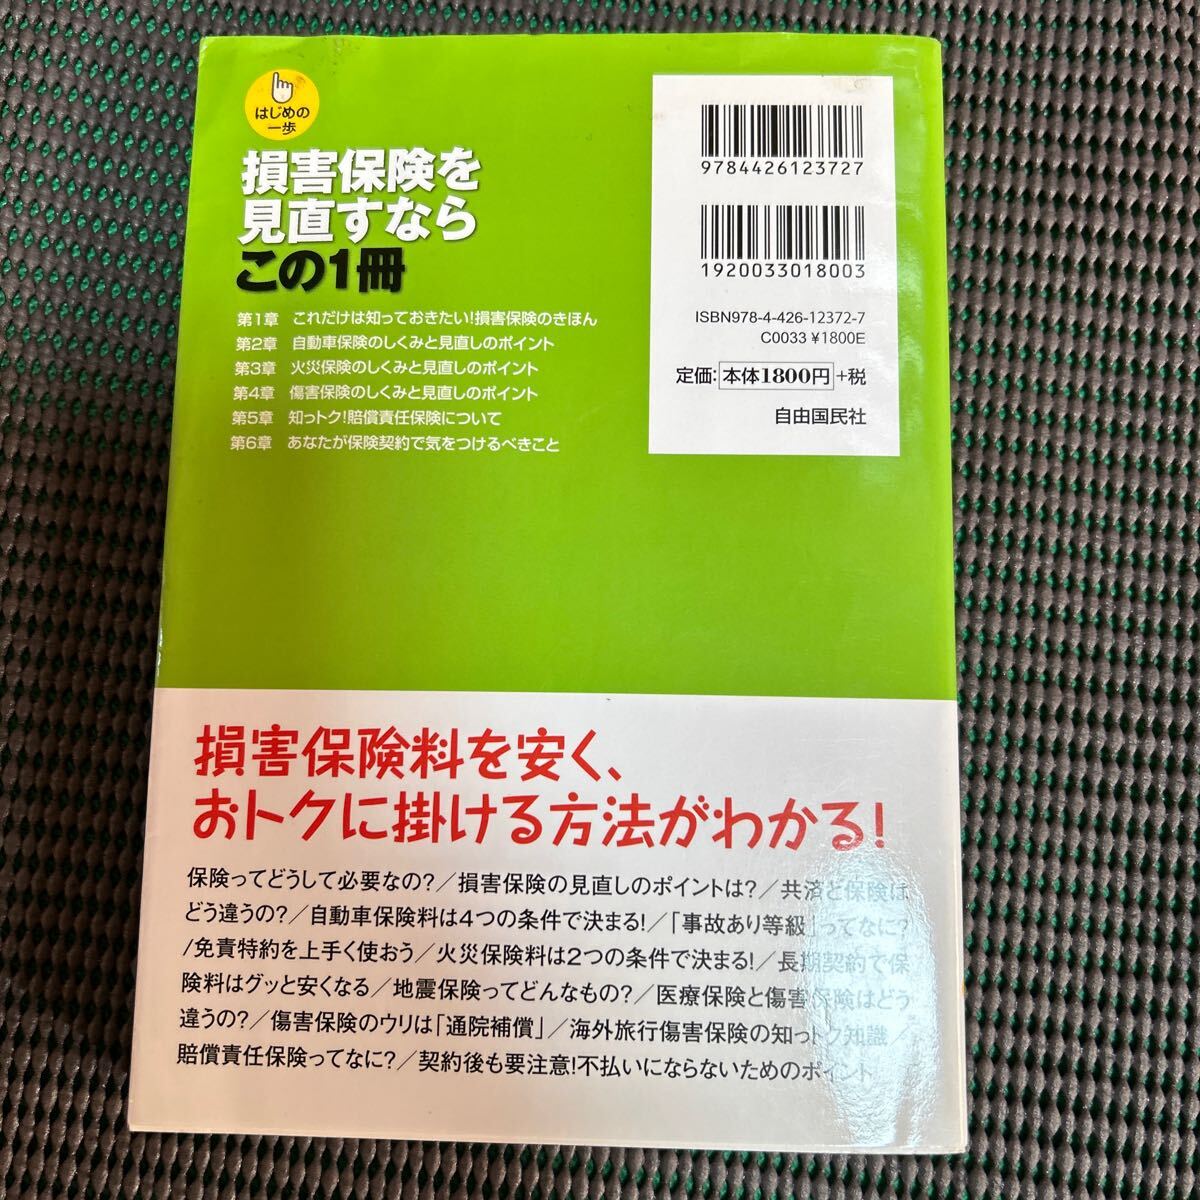 はじめの
一歩
損害保険を
見直すなら
この1冊
第1章 これだけは知っておきたい!損害保険のきほん
第2章 自動車保険のしくみと見直しのポイント
第3章 火災保険のしくみと見直しのポイント
第4章 傷害保険のしくみと見直しのポイント
第5章 知っトク!賠償責任保険について
第6章 あなたが保険契約で気をつけるべきこと
9784426123727
1920033018003
ISBN978-4-426-12372-7
C0033 ¥1800E
定価: 本体1800円 +税
自由国民社
損害保険料を安く、
おトクに掛ける方法がわかる!
保険ってどうして必要なの?/損害保険の見直しのポイントは?/共済と保険は
どう違うの?/自動車保険料は4つの条件で決まる!/「事故あり等級」ってなに?
/免責特約を上手く使おう/火災保険料は2つの条件で決まる!/長期契約で保
険料はグッと安くなる/地震保険ってどんなもの?/医療保険と傷害保険はどう
違うの?/傷害保険のウリは「通院補償」/海外旅行傷害保険の知っトク知識/
賠償責任保険ってなに?/契約後も要注意!不払いにならないためのポイント